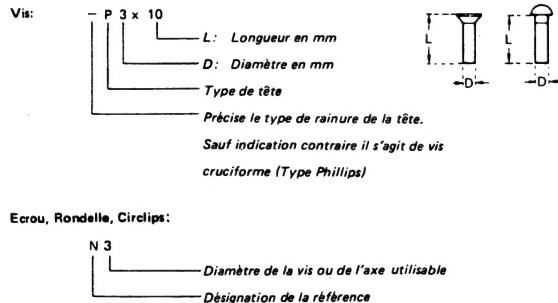 Vis: – P 3 x 10
L: Longueur en mm
D: Diamètre en mm
Type de tête
Précise le type de rainure de la tête.
Sauf indication contraire il s'agit de vis
cruciforme (Type Phillips)
L
D
L
D
Ecrou, Rondelle, Circlips:
N 3
Diamètre de la vis ou de l'axe utilisable
Désignation de la référence